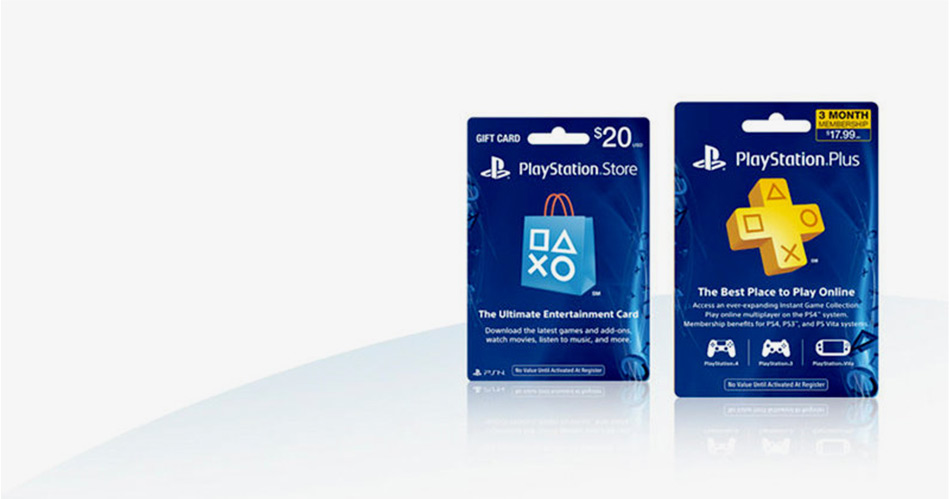 GIFT CARD
$20 USD
PlayStation.Store
SM
The Ultimate Entertainment Card
Download the latest games and add-ons,
watch movies, listen to music, and more.
PSN
No Value Until Activated At Register
3 MONTH
MEMBERSHIP
$17.99
PlayStation.Plus
SM
The Best Place to Play Online
Access an ever-expanding Instant Game Collection.
Play online multiplayer on the PS4™ system.
Membership benefits for PS4, PS3™, and PS Vita systems
PlayStation.4
PlayStation.3
PlayStation.Vita
No Value Until Activated At Register